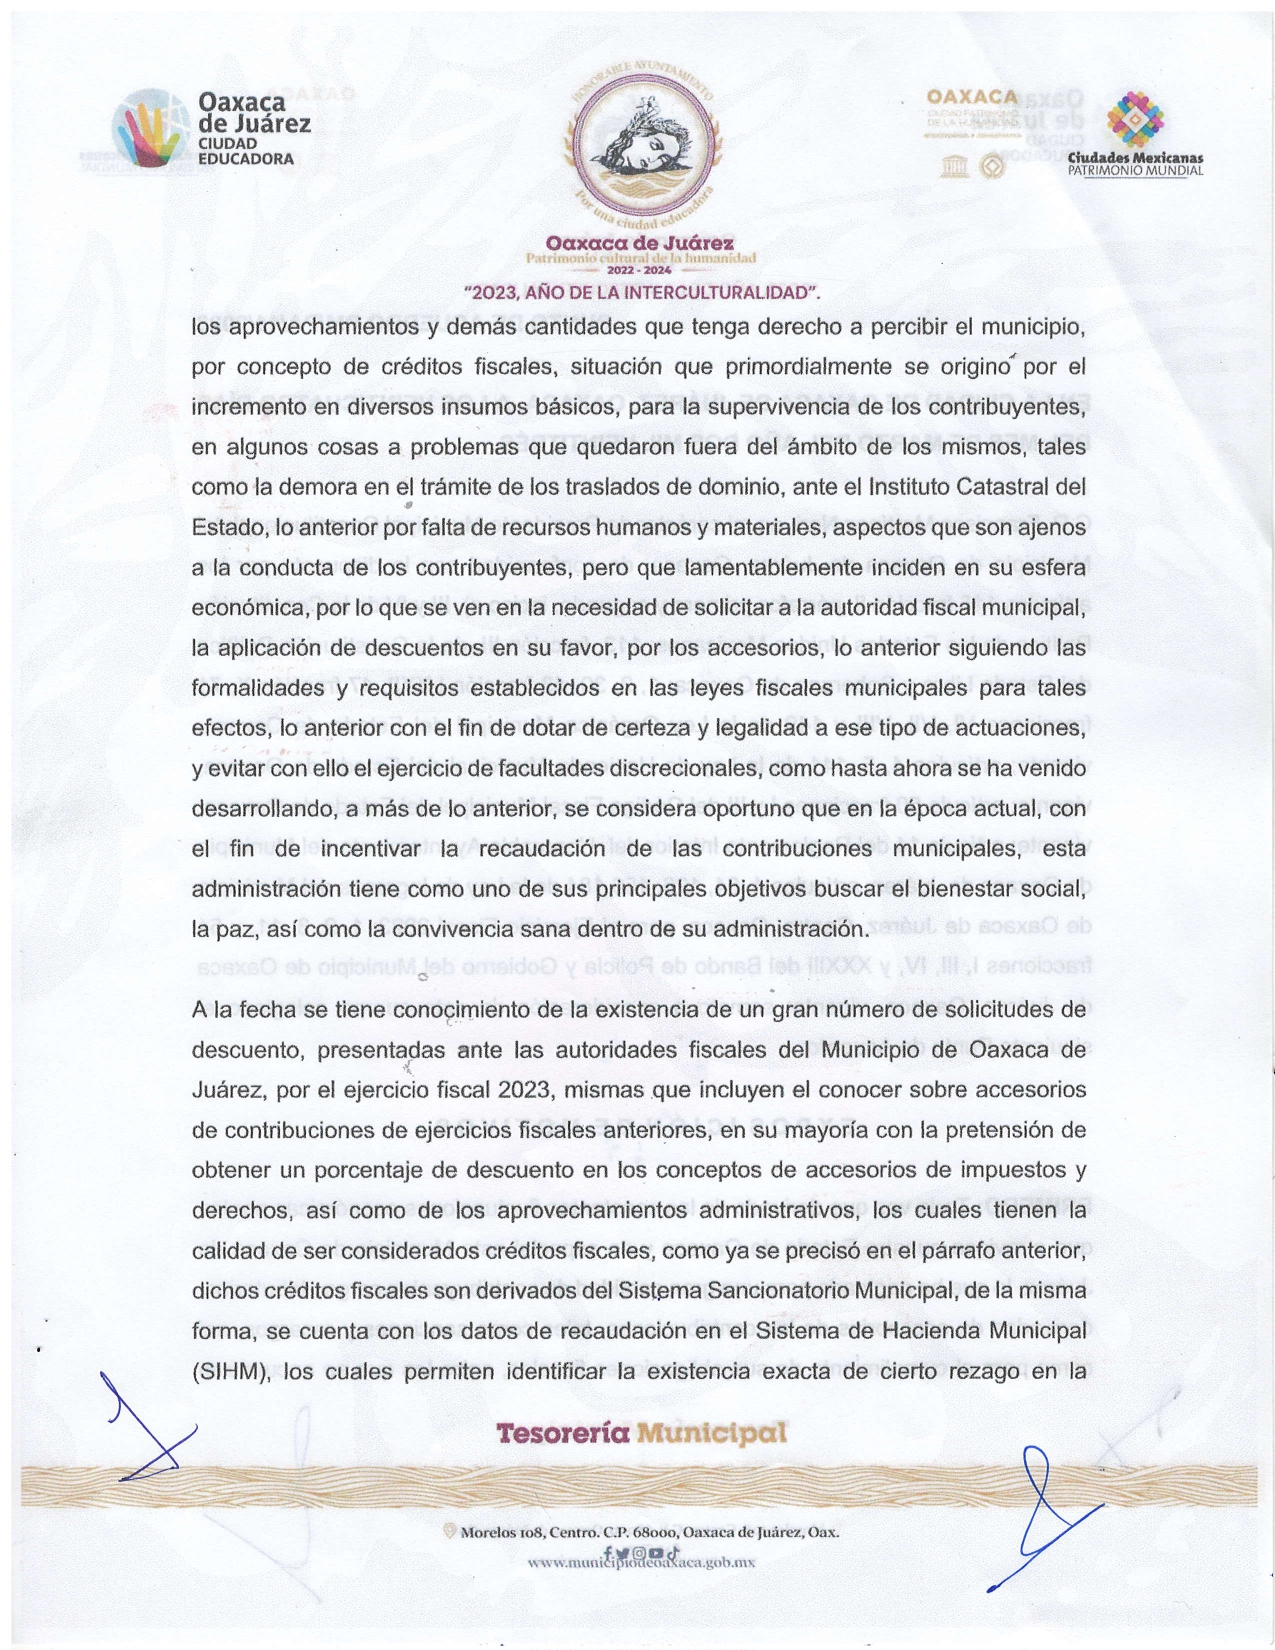 Oaxaca
de Juárez
CIUDAD
EDUCADORA
HONORABLE AYUNTAMIENTO
Por una ciudad educadora
Oaxaca de Juárez
Patrimonio cultural de la humanidad
2022 - 2024
OAXACA
Ciudades Mexicanas
PATRIMONIO MUNDIAL
"2023, AÑO DE LA INTERCULTURALIDAD".
los aprovechamientos y demás cantidades que tenga derecho a percibir el municipio,
por concepto de créditos fiscales, situación que primordialmente se origino por el
incremento en diversos insumos básicos, para la supervivencia de los contribuyentes,
en algunos cosas a problemas que quedaron fuera del ámbito de los mismos, tales
como la demora en el trámite de los traslados de dominio, ante el Instituto Catastral del
Estado, lo anterior por falta de recursos humanos y materiales, aspectos que son ajenos
a la conducta de los contribuyentes, pero que lamentablemente inciden en su esfera
económica, por lo que se ven en la necesidad de solicitar a la autoridad fiscal municipal,
la aplicación de descuentos en su favor, por los accesorios, lo anterior siguiendo las
formalidades y requisitos establecidos en las leyes fiscales municipales para tales
efectos, lo anterior con el fin de dotar de certeza y legalidad a ese tipo de actuaciones,
y evitar con ello el ejercicio de facultades discrecionales, como hasta ahora se ha venido
desarrollando, a más de lo anterior, se considera oportuno que en la época actual, con
el fin de incentivar la recaudación de las contribuciones municipales, esta
administración tiene como uno de sus principales objetivos buscar el bienestar social,
la paz, así como la convivencia sana dentro de su administración.
A la fecha se tiene conocimiento de la existencia de un gran número de solicitudes de
descuento, presentadas ante las autoridades fiscales del Municipio de Oaxaca de
Juárez, por el ejercicio fiscal 2023, mismas que incluyen el conocer sobre accesorios
de contribuciones de ejercicios fiscales anteriores, en su mayoría con la pretensión de
obtener un porcentaje de descuento en los conceptos de accesorios de impuestos y
derechos, así como de los aprovechamientos administrativos, los cuales tienen la
calidad de ser considerados créditos fiscales, como ya se precisó en el párrafo anterior,
dichos créditos fiscales son derivados del Sistema Sancionatorio Municipal, de la misma
forma, se cuenta con los datos de recaudación en el Sistema de Hacienda Municipal
(SIHM), los cuales permiten identificar la existencia exacta de cierto rezago en la
Tesorería Municipal
Morelos 108, Centro. C.P. 68000, Oaxaca de Juárez, Oax.
www.municipiodeoaxaca.gob.mx